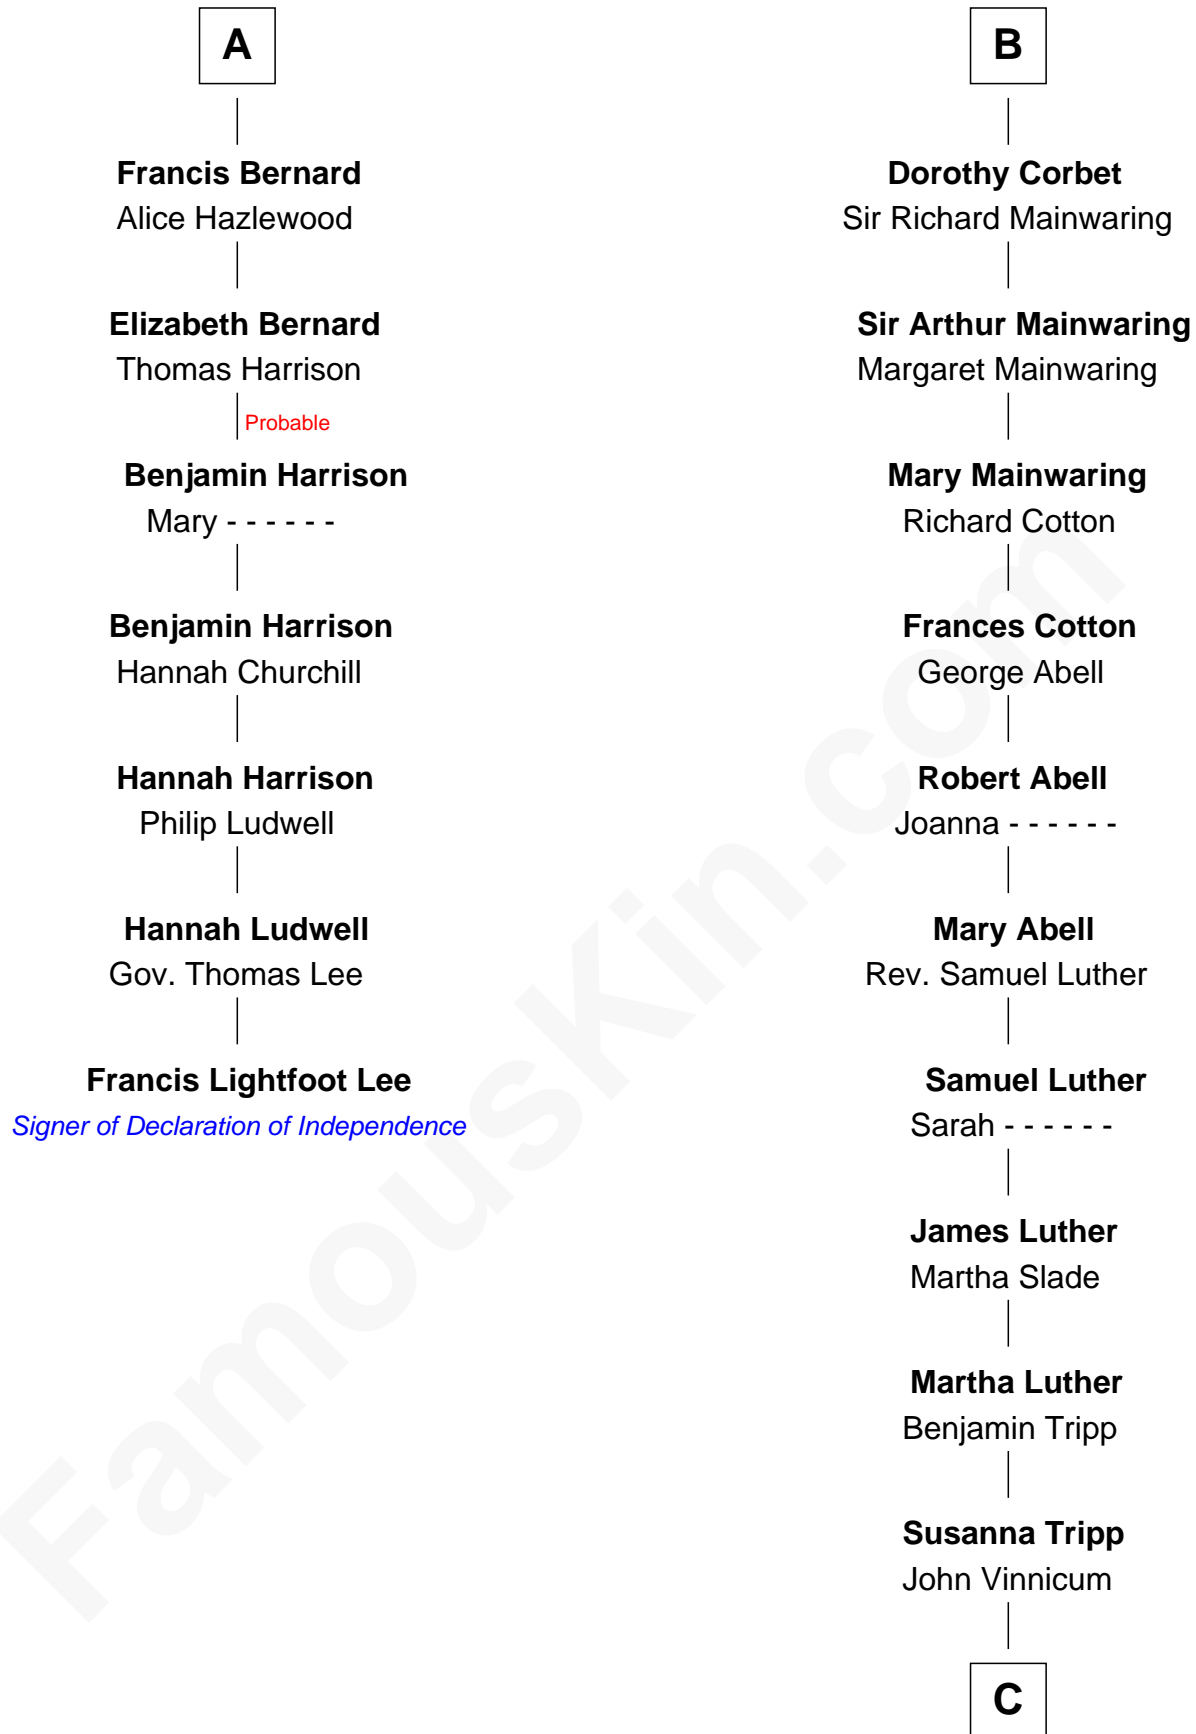 A
Francis Bernard
Alice Hazlewood
Elizabeth Bernard
Thomas Harrison
Probable
Benjamin Harrison
Mary - - - - - -
Benjamin Harrison
Hannah Churchill
Hannah Harrison
Philip Ludwell
Hannah Ludwell
Gov. Thomas Lee
Francis Lightfoot Lee
Signer of Declaration of Independence
B
Dorothy Corbet
Sir Richard Mainwaring
Sir Arthur Mainwaring
Margaret Mainwaring
Mary Mainwaring
Richard Cotton
Frances Cotton
George Abell
Robert Abell
Joanna - - - - - -
Mary Abell
Rev. Samuel Luther
Samuel Luther
Sarah - - - - - -
James Luther
Martha Slade
Martha Luther
Benjamin Tripp
Susanna Tripp
John Vinnicum
C
FamousKin.com